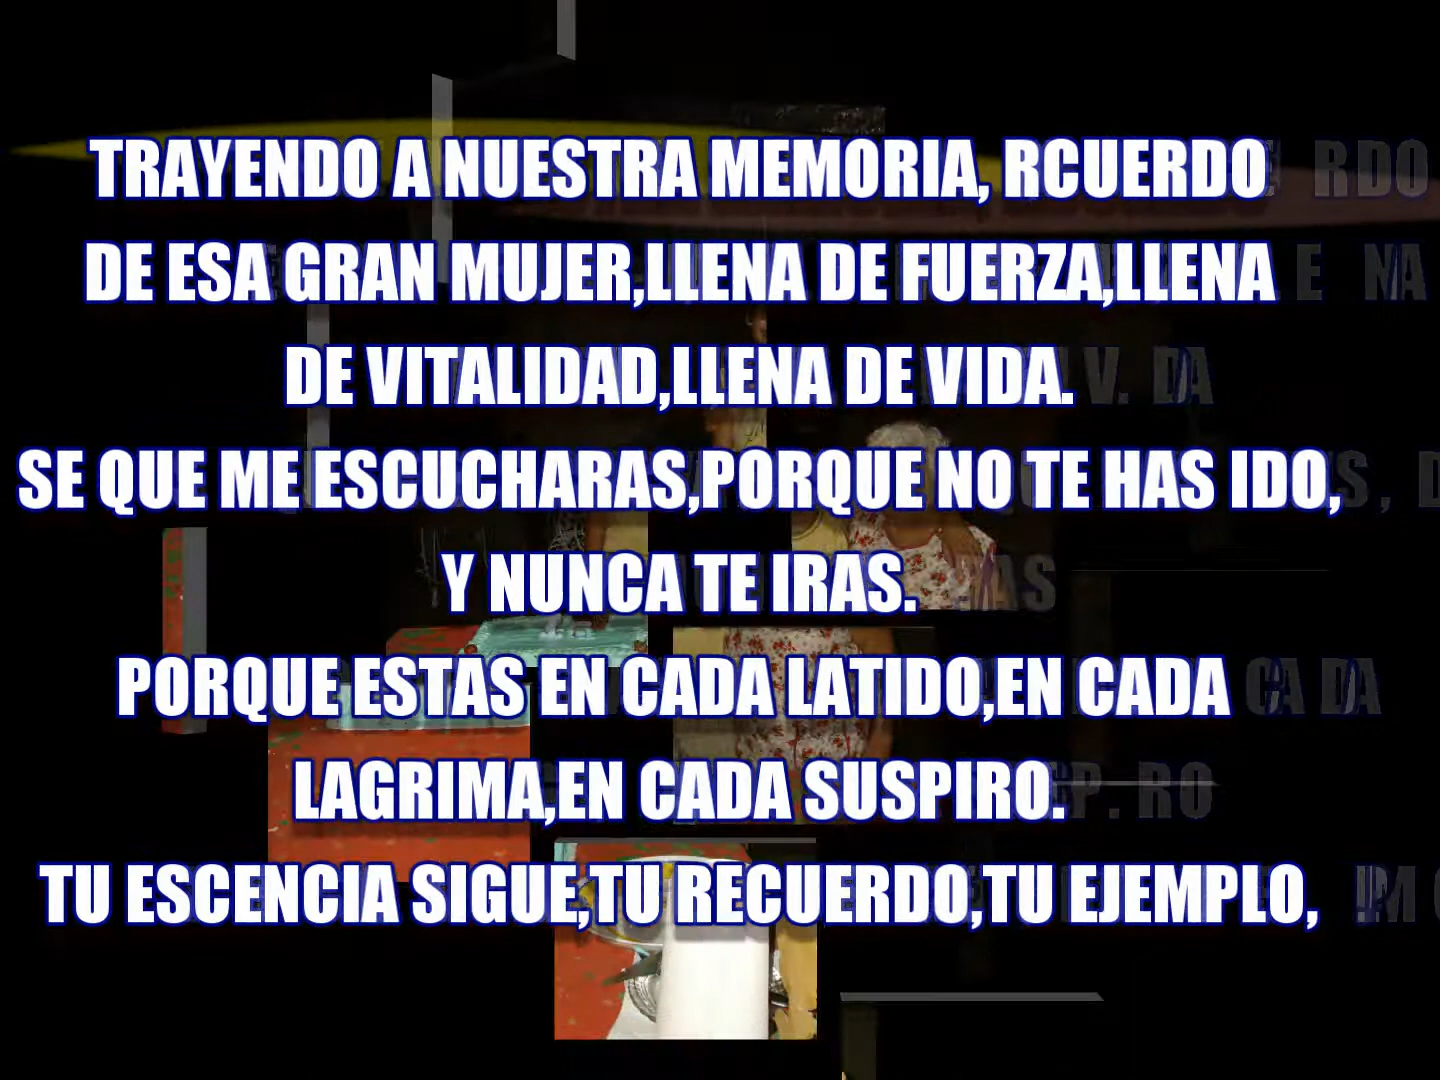 TRAYENDO A NUESTRA MEMORIA, RCUERDO
DE ESA GRAN MUJER,LLENA DE FUERZA,LLENA
DE VITALIDAD,LLENA DE VIDA.
SE QUE ME ESCUCHARAS,PORQUE NO TE HAS IDO,
Y NUNCA TE IRAS.
PORQUE ESTAS EN CADA LATIDO,EN CADA
LAGRIMA,EN CADA SUSPIRO.
TU ESCENCIA SIGUE,TU RECUERDO,TU EJEMPLO,